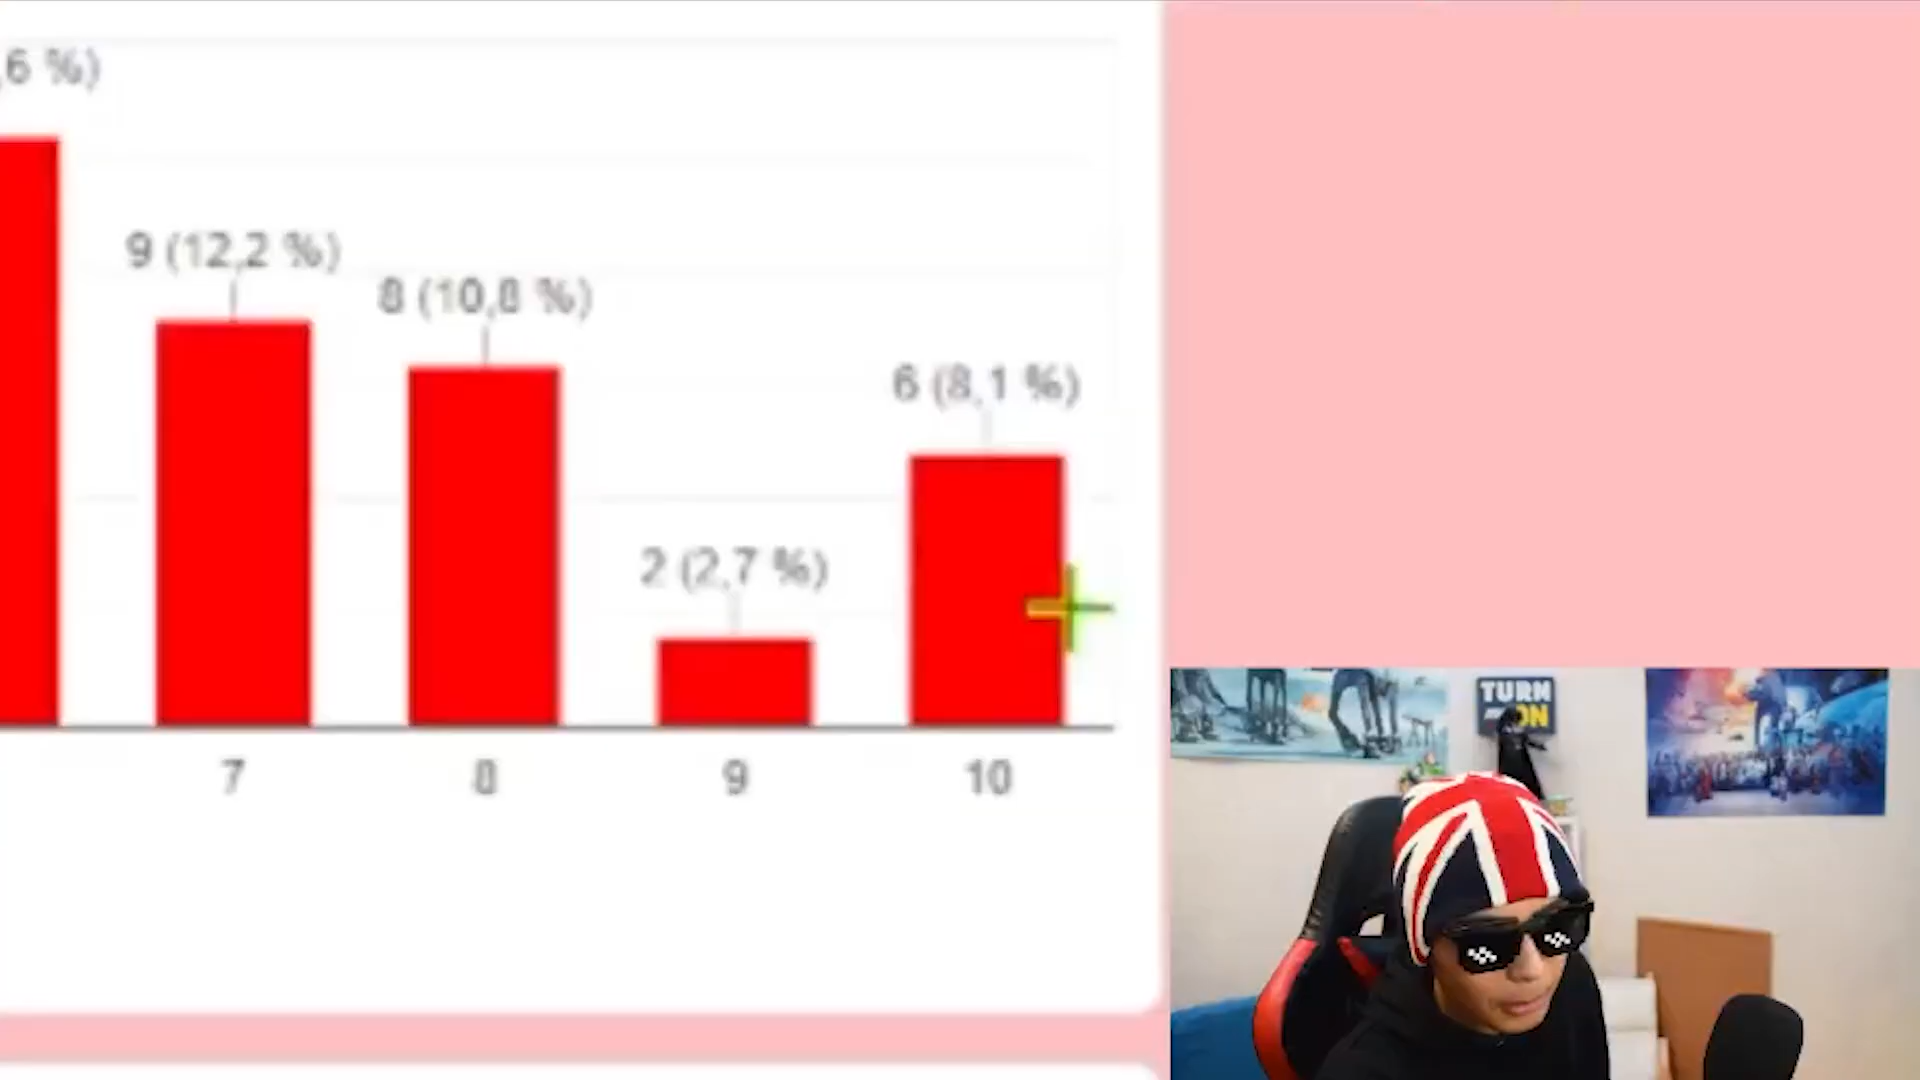 ,6 %)
9 (12,2 %)
8 (10,8 %)
6 (8,1 %)
2 (2,7 %)
7 8 9 10
TURN
ON